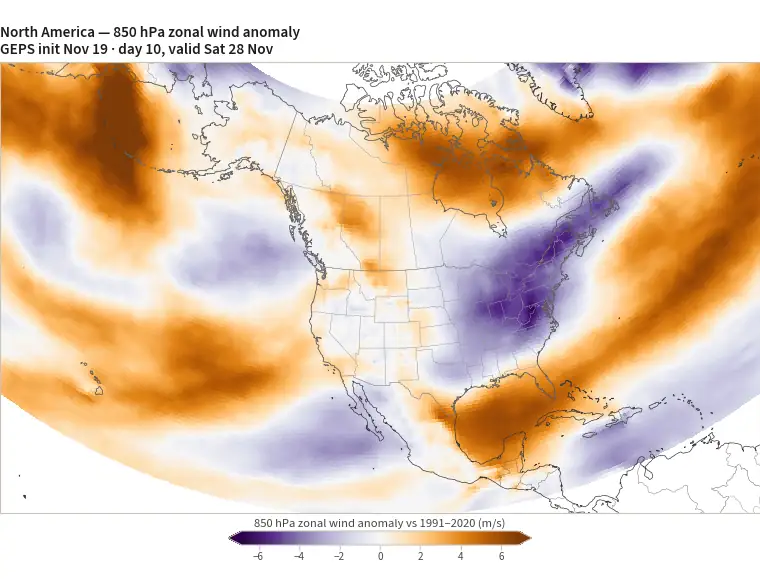 North America — 850 hPa zonal wind anomaly
GEPS init Nov 19 · day 10, valid Sat 28 Nov
850 hPa zonal wind anomaly vs 1991–2020 (m/s)
−6 −4 −2 0 2 4 6